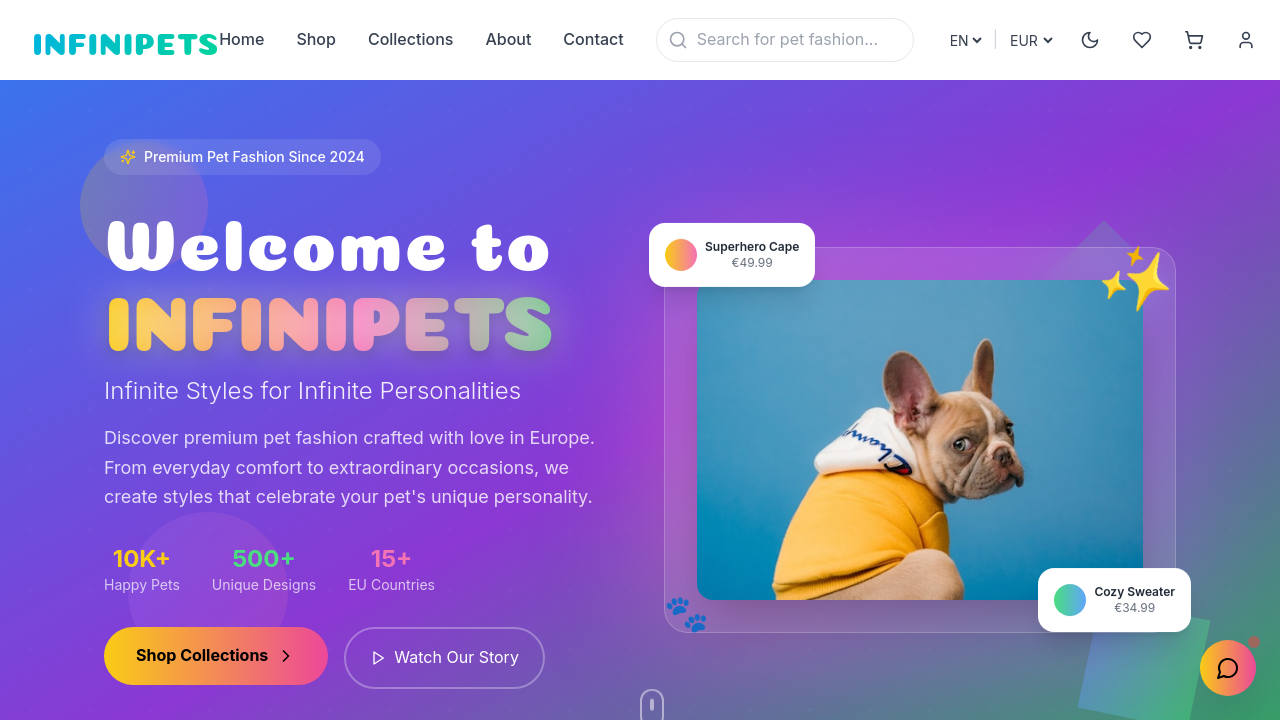 INFINIPETS
Home
Shop
Collections
About
Contact
Search for pet fashion...
EN
EUR
Premium Pet Fashion Since 2024
Welcome to
INFINIPETS
Infinite Styles for Infinite Personalities
Discover premium pet fashion crafted with love in Europe.
From everyday comfort to extraordinary occasions, we
create styles that celebrate your pet's unique personality.
10K+
Happy Pets
500+
Unique Designs
15+
EU Countries
Shop Collections
Watch Our Story
Superhero Cape
€49.99
Champion
Cozy Sweater
€34.99